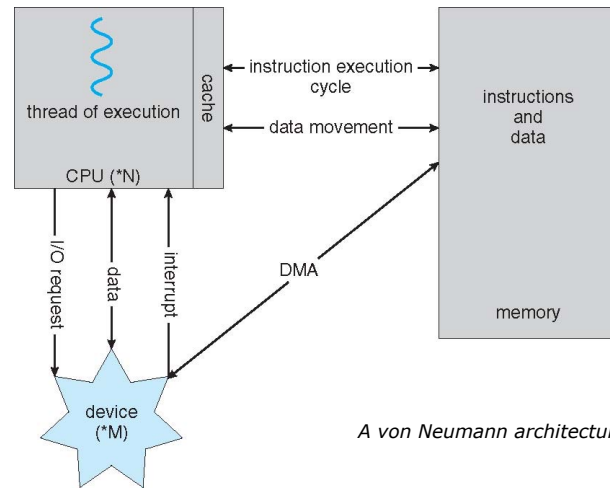 thread of execution
cache
CPU (*N)
instruction execution
cycle
data movement
instructions
and
data
memory
I/O request
data
interrupt
DMA
device
(*M)
A von Neumann architectur